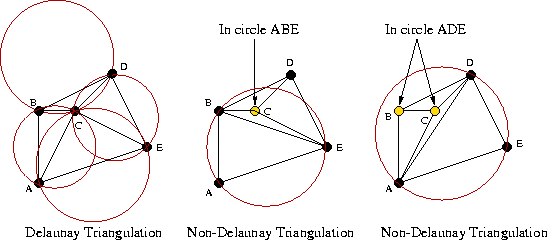 In circle ABE
In circle ADE
D
B
C
E
A
D
B
C
E
A
D
B
C
E
A
Delaunay Triangulation
Non-Delaunay Triangulation
Non-Delaunay Triangulation